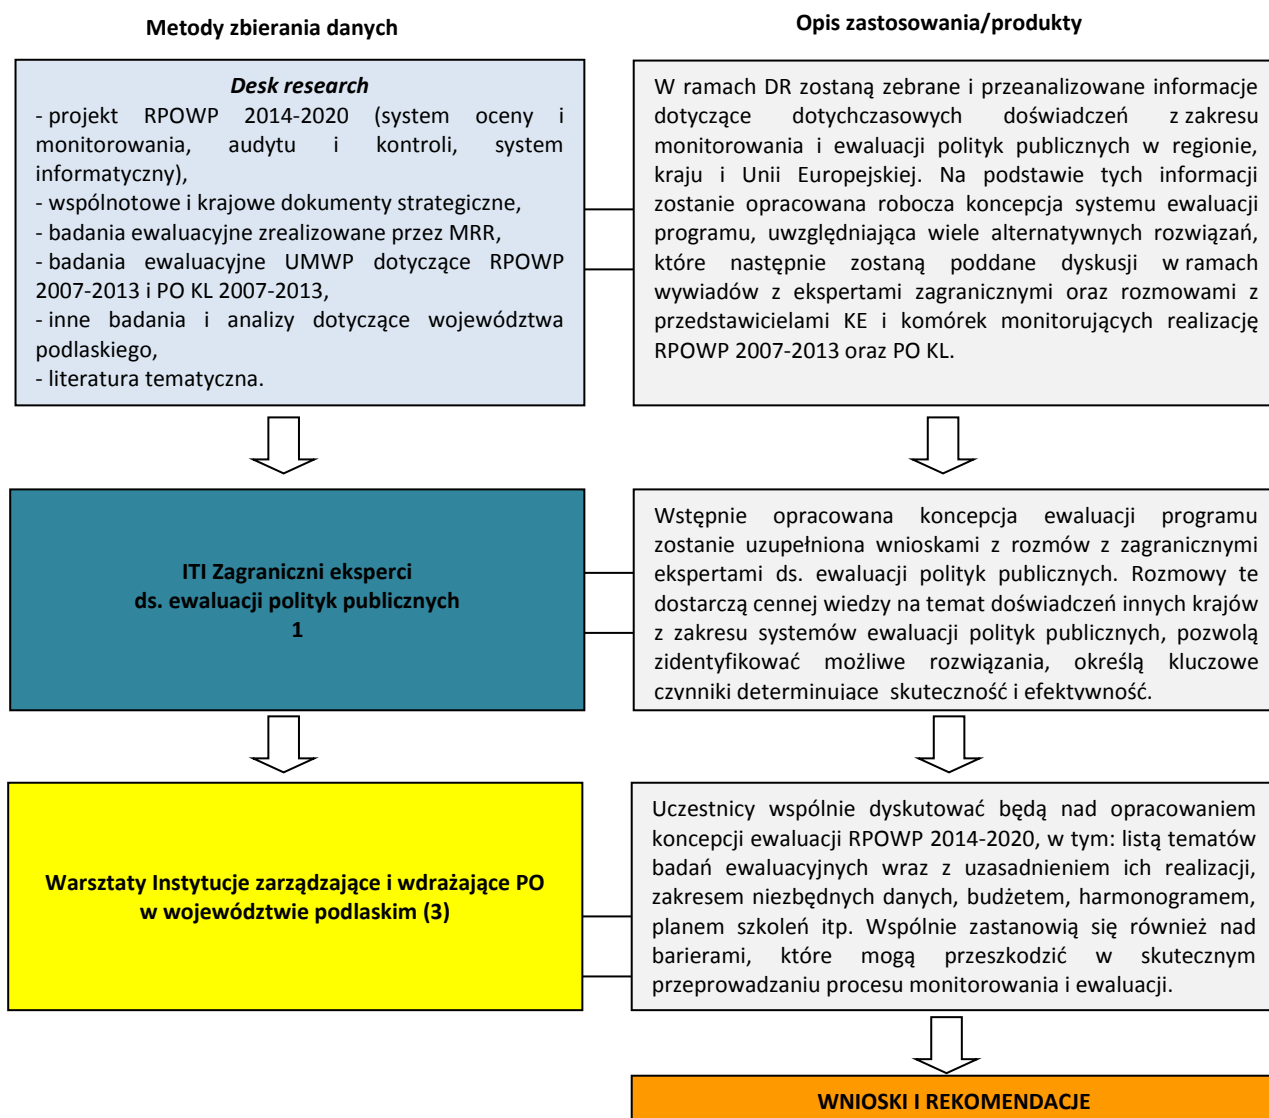 Metody zbierania danych
Opis zastosowania/produkty
Desk research
- projekt RPOWP 2014-2020 (system oceny i
monitorowania, audytu i kontroli, system
informatyczny),
- wspólnotowe i krajowe dokumenty strategiczne,
- badania ewaluacyjne zrealizowane przez MRR,
- badania ewaluacyjne UMWP dotyczące RPOWP
2007-2013 i PO KL 2007-2013,
- inne badania i analizy dotyczące województwa
podlaskiego,
- literatura tematyczna.
W ramach DR zostaną zebrane i przeanalizowane informacje
dotyczące dotychczasowych doświadczeń z zakresu
monitorowania i ewaluacji polityk publicznych w regionie,
kraju i Unii Europejskiej. Na podstawie tych informacji
zostanie opracowana robocza koncepcja systemu ewaluacji
programu, uwzględniająca wiele alternatywnych rozwiązań,
które następnie zostaną poddane dyskusji w ramach
wywiadów z ekspertami zagranicznymi oraz rozmowami z
przedstawicielami KE i komórek monitorujących realizację
RPOWP 2007-2013 oraz PO KL.
ITI Zagraniczni eksperci
ds. ewaluacji polityk publicznych
1
Wstępnie opracowana koncepcja ewaluacji programu
zostanie uzupełniona wnioskami z rozmów z zagranicznymi
ekspertami ds. ewaluacji polityk publicznych. Rozmowy te
dostarczą cennej wiedzy na temat doświadczeń innych krajów
z zakresu systemów ewaluacji polityk publicznych, pozwolą
zidentyfikować możliwe rozwiązania, określą kluczowe
czynniki determinujące skuteczność i efektywność.
Warsztaty Instytucje zarządzające i wdrażające PO
w województwie podlaskim (3)
Uczestnicy wspólnie dyskutować będą nad opracowaniem
koncepcji ewaluacji RPOWP 2014-2020, w tym: listą tematów
badań ewaluacyjnych wraz z uzasadnieniem ich realizacji,
zakresem niezbędnych danych, budżetem, harmonogramem,
planem szkoleń itp. Wspólnie zastanowią się również nad
barierami, które mogą przeszkodzić w skutecznym
przeprowadzaniu procesu monitorowania i ewaluacji.
WNIOSKI I REKOMENDACJE